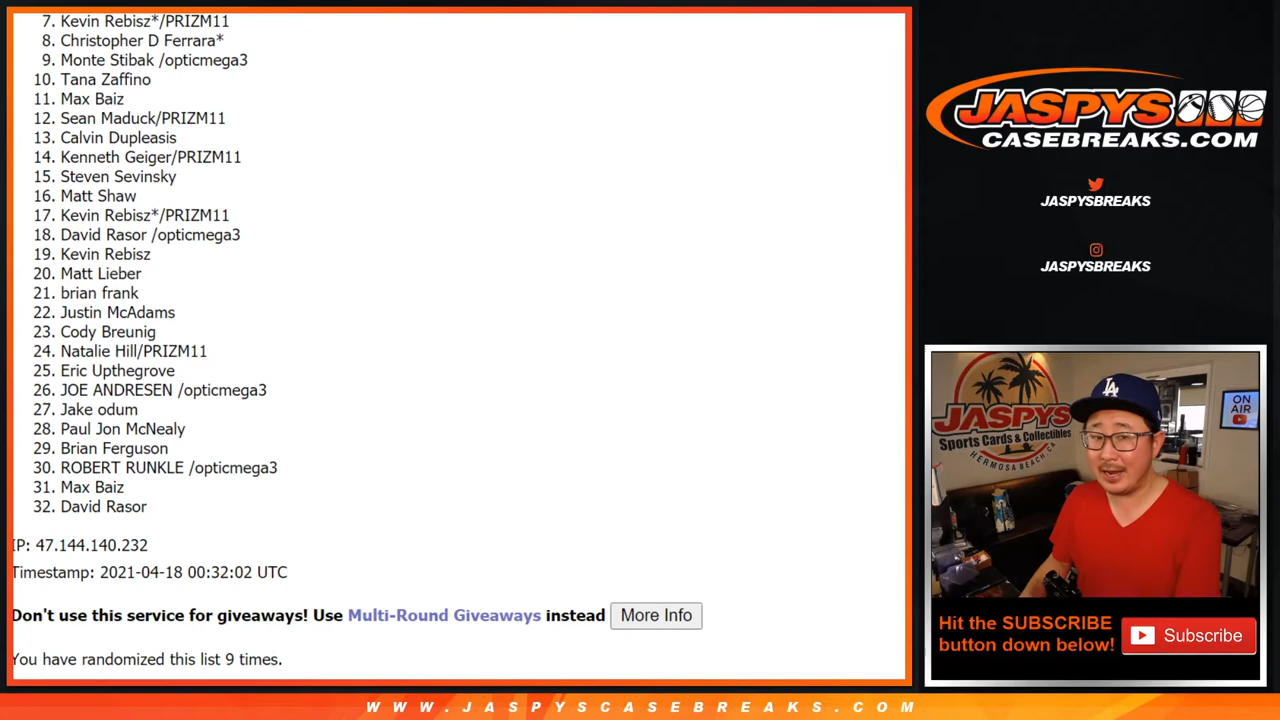 7. Kevin Rebisz*/PRIZM11
8. Christopher D Ferrara*
9. Monte Stibak /opticmega3
10. Tana Zaffino
11. Max Baiz
12. Sean Maduck/PRIZM11
13. Calvin Dupleasis
14. Kenneth Geiger/PRIZM11
15. Steven Sevinsky
16. Matt Shaw
17. Kevin Rebisz*/PRIZM11
18. David Rasor /opticmega3
19. Kevin Rebisz
20. Matt Lieber
21. brian frank
22. Justin McAdams
23. Cody Breunig
24. Natalie Hill/PRIZM11
25. Eric Upthegrove
26. JOE ANDRESEN /opticmega3
27. Jake odum
28. Paul Jon McNealy
29. Brian Ferguson
30. ROBERT RUNKLE /opticmega3
31. Max Baiz
32. David Rasor
IP: 47.144.140.232
Timestamp: 2021-04-18 00:32:02 UTC
Don't use this service for giveaways! Use Multi-Round Giveaways instead More Info
You have randomized this list 9 times.
JASPYS
CASEBREAKS.COM
JASPYSBREAKS
JASPYSBREAKS
JASPYS
Sports Cards & Collectibles
HERMOSA BEACH, CA
LA
ON
AIR
Hit the SUBSCRIBE
button down below!
Subscribe
WWW.JASPYSCASEBREAKS.COM